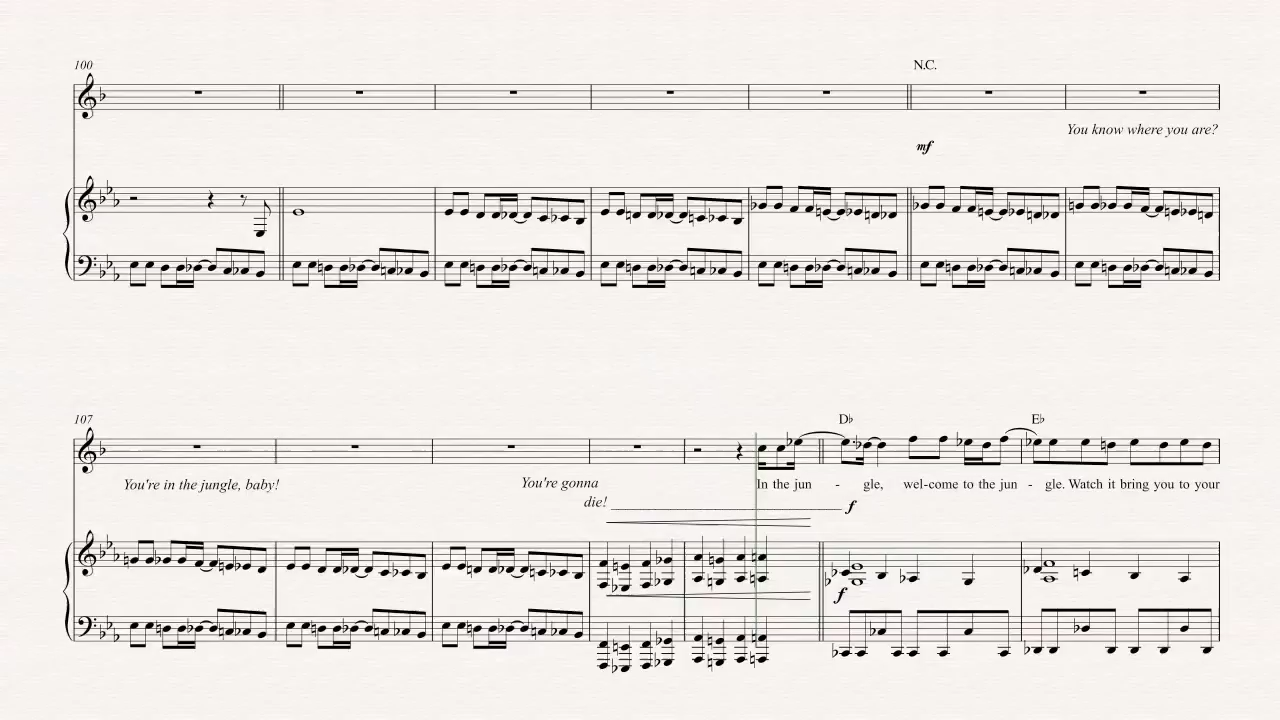 100
N.C.
You know where you are?
mf
107
D♭
E♭
You're in the jungle, baby!
You're gonna
In the jun - gle, wel-come to the jun - gle. Watch it bring you to your
die! f
f